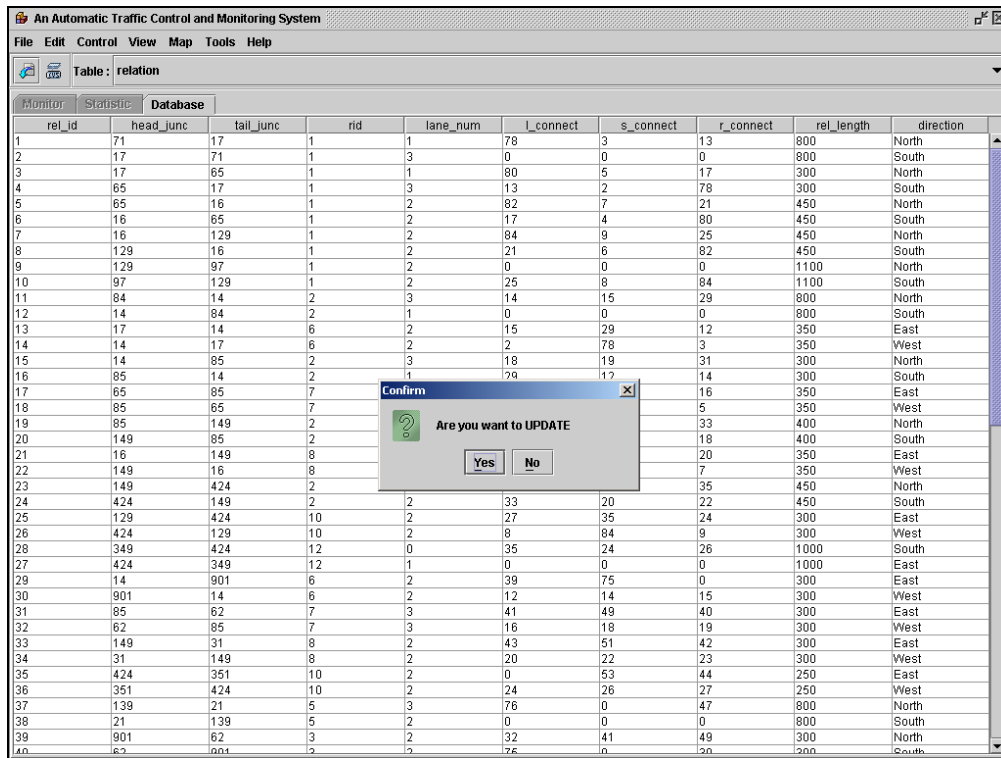 An Automatic Traffic Control and Monitoring System
File Edit Control View Map Tools Help
Table : relation
Monitor Statistic Database
rel_id head_junc tail_junc rid lane_num l_connect s_connect r_connect rel_length direction
1 71 17 1 1 78 3 13 800 North
2 17 71 1 3 0 0 0 800 South
3 17 65 1 1 80 5 17 300 North
4 65 17 1 3 13 2 78 300 South
5 65 16 1 2 82 7 21 450 North
6 16 65 1 2 17 4 80 450 South
7 16 129 1 2 84 9 25 450 North
8 129 16 1 2 21 6 82 450 South
9 129 97 1 2 0 0 0 1100 North
10 97 129 1 2 25 8 84 1100 South
11 84 14 2 3 14 15 29 800 North
12 14 84 2 1 0 0 0 800 South
13 17 14 6 2 15 29 12 350 East
14 14 17 6 2 2 78 3 350 West
15 14 85 2 3 18 19 31 300 North
16 85 14 2 1 29 12 14 300 South
17 65 85 7 16 350 East
18 85 65 7 5 350 West
19 85 149 2 33 400 North
20 149 85 2 18 400 South
21 16 149 8 20 350 East
22 149 16 8 7 350 West
23 149 424 2 35 450 North
Confirm
Are you want to UPDATE
Yes No
24 424 149 2 2 33 20 22 450 South
25 129 424 10 2 27 35 24 300 East
26 424 129 10 2 8 84 9 300 West
28 349 424 12 0 35 24 26 1000 South
27 424 349 12 1 0 0 0 1000 East
29 14 901 6 2 39 75 0 300 East
30 901 14 6 2 12 14 15 300 West
31 85 62 7 3 41 49 40 300 East
32 62 85 7 3 16 18 19 300 West
33 149 31 8 2 43 51 42 300 East
34 31 149 8 2 20 22 23 300 West
35 424 351 10 2 0 53 44 250 East
36 351 424 10 2 24 26 27 250 West
37 139 21 5 3 76 0 47 800 North
38 21 139 5 2 0 0 0 800 South
39 901 62 3 2 32 41 49 300 North
40 62 901 3 2 75 0 30 300 South